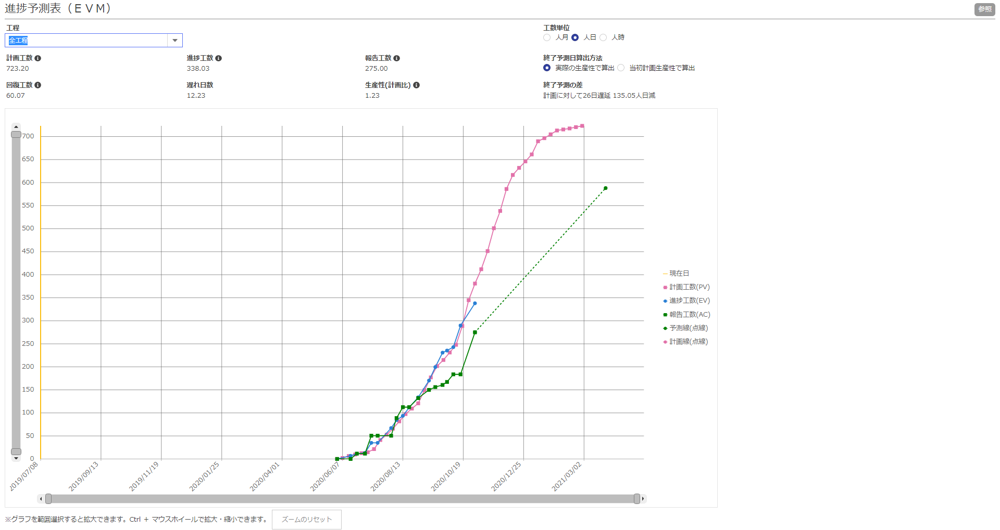 進捗予測表（ＥＶＭ）
参照
工程
全工程
工数単位
人月 人日 人時
計画工数 進捗工数 報告工数 終了予測日算出方法
723.20 338.03 275.00 実際の生産性で算出 当初計画生産性で算出
回復工数 遅れ日数 生産性(計画比) 終了予測の差
60.07 12.23 1.23 計画に対して26日遅延 135.05人日減
700
650
600
550
500
450
400
350
300
250
200
150
100
50
0
2019/07/08 2019/09/13 2019/11/19 2020/01/25 2020/04/01 2020/06/07 2020/08/13 2020/10/19 2020/12/25 2021/03/02
現在日
計画工数(PV)
進捗工数(EV)
報告工数(AC)
予測線(点線)
計画線(点線)
※グラフを範囲選択すると拡大できます。Ctrl ＋ マウスホイールで拡大・縮小できます。 ズームのリセット